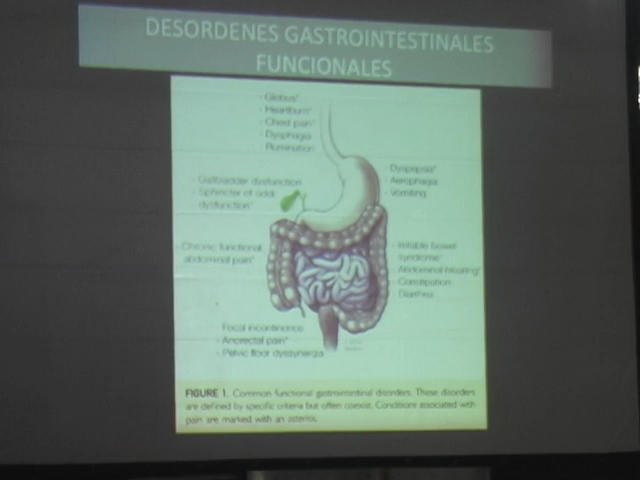 DESORDENES GASTROINTESTINALES
FUNCIONALES
- Globus*
- Heartburn*
- Chest pain*
- Dysphagia
- Rumination
- Gallbladder dysfunction
- Sphincter of oddi
dysfunction*
- Dyspepsia*
- Aerophagia
- Vomiting
- Chronic functional
abdominal pain*
- Irritable bowel
syndrome*
- Abdominal bloating*
- Constipation
- Diarrhea
- Fecal incontinence
- Anorectal pain*
- Pelvic floor dyssynergia
FIGURE 1. Common functional gastrointestinal disorders. These disorders
are defined by specific criteria but often coexist. Conditions associated with
pain are marked with an asterisk.